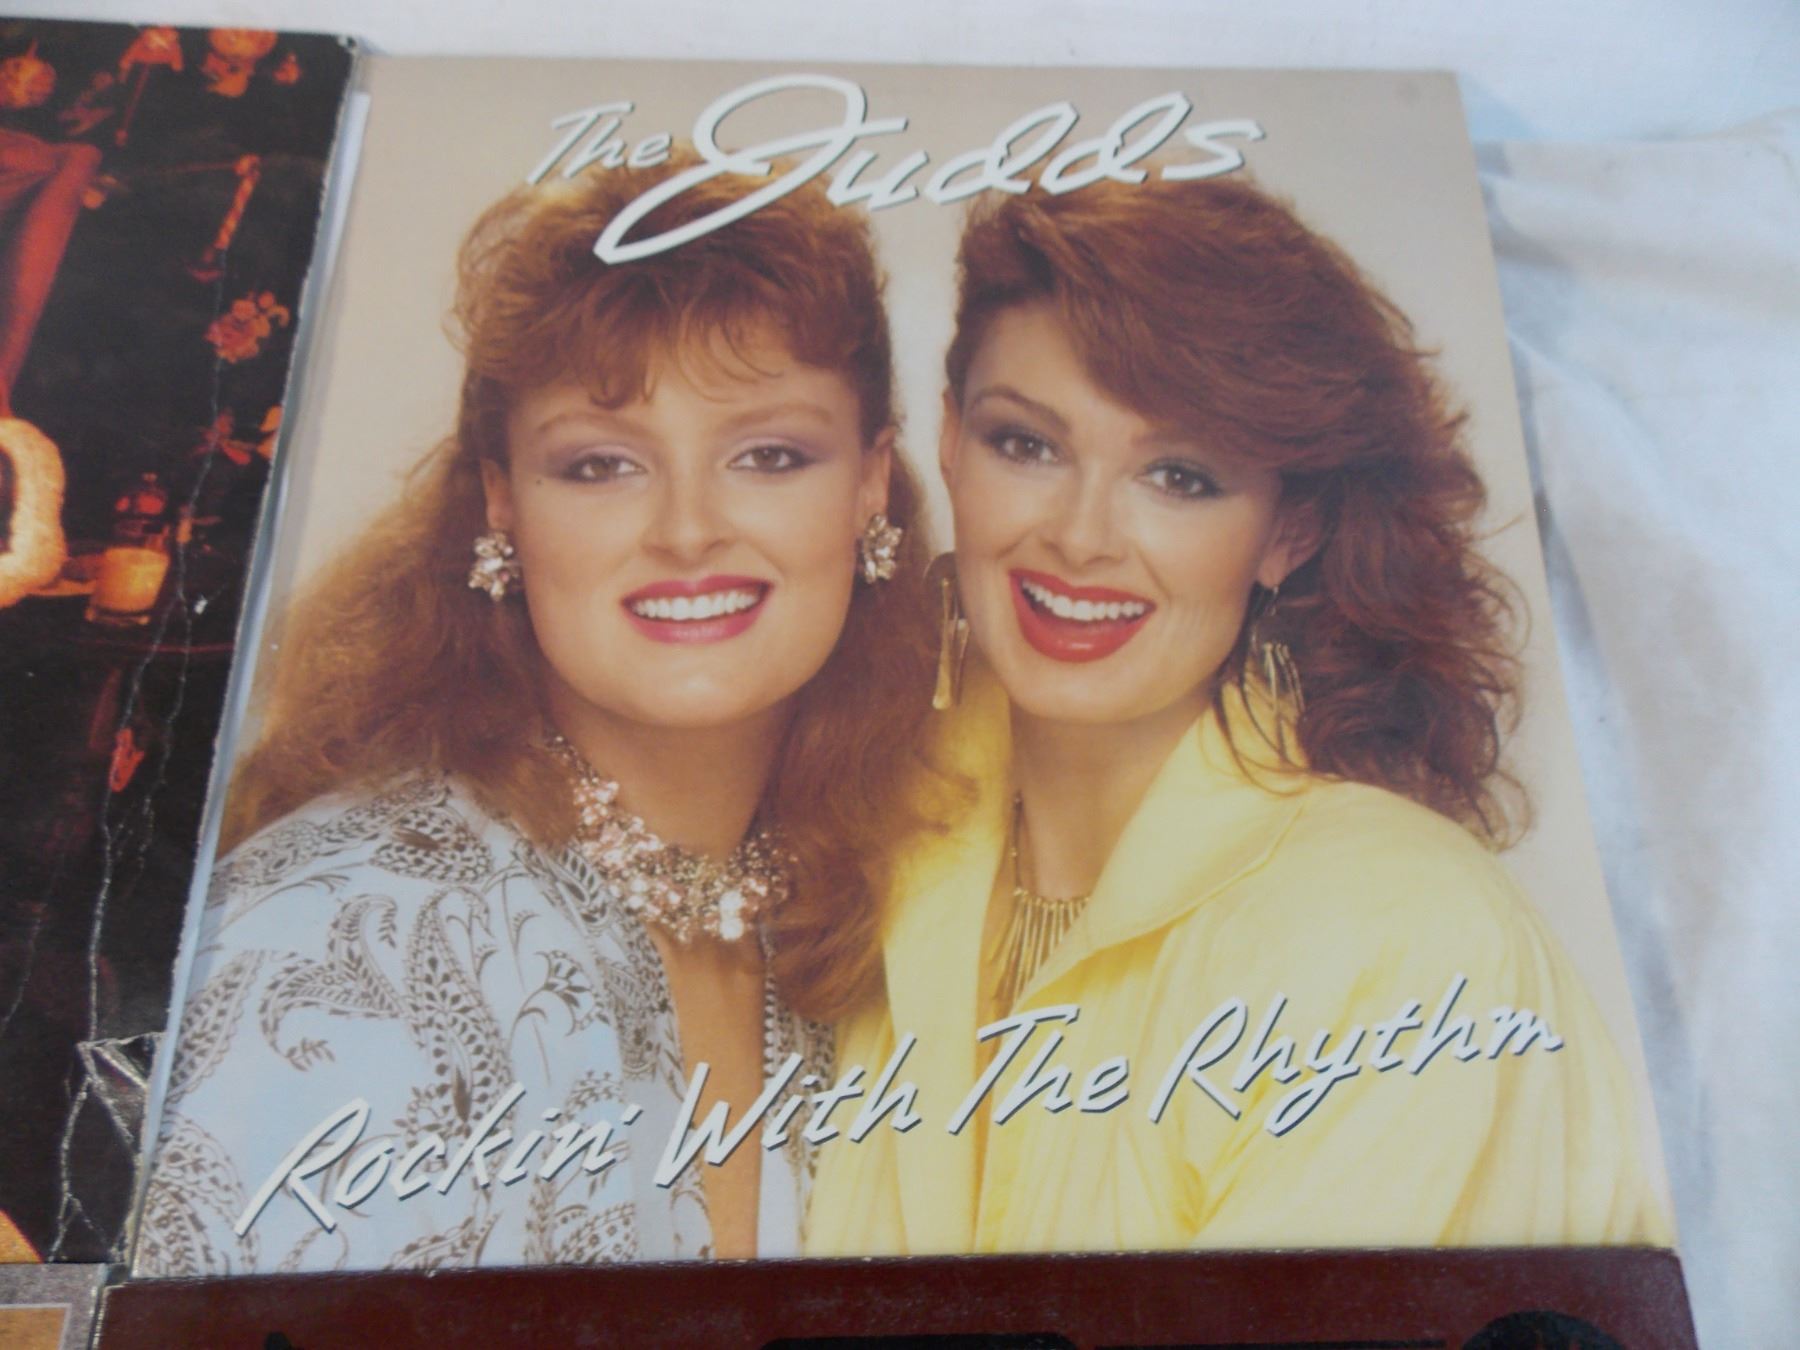 The Judds
Rockin' With The Rhythm